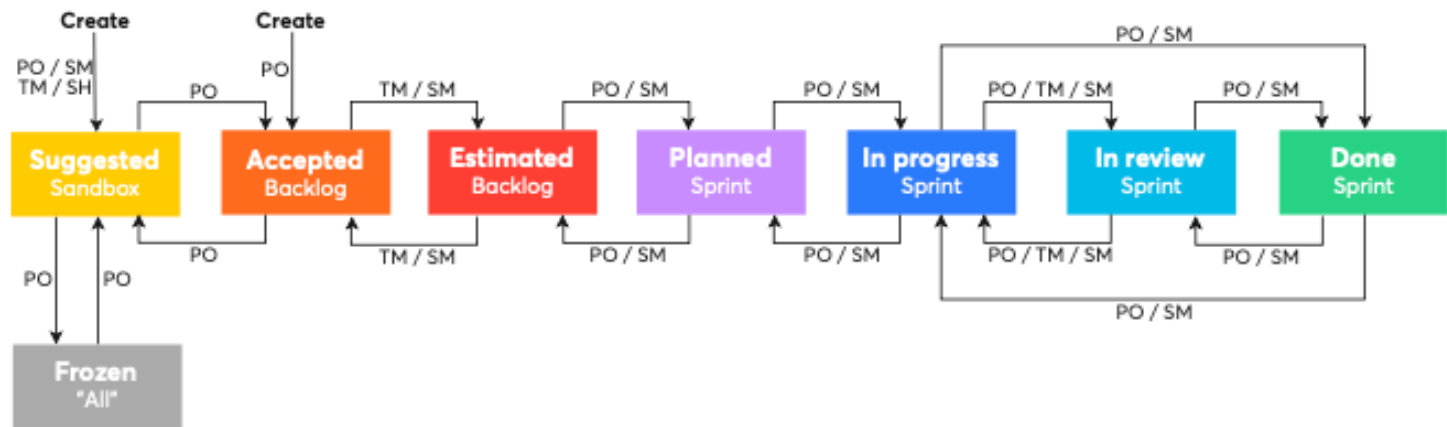 Create
Create
PO / SM
PO / SM
TM / SH
PO
PO
TM / SM
PO / SM
PO / SM
PO / TM / SM
PO / SM
Suggested
Sandbox
Accepted
Backlog
Estimated
Backlog
Planned
Sprint
In progress
Sprint
In review
Sprint
Done
Sprint
PO
TM / SM
PO / SM
PO / SM
PO / TM / SM
PO / SM
PO
PO
PO / SM
Frozen
"All"